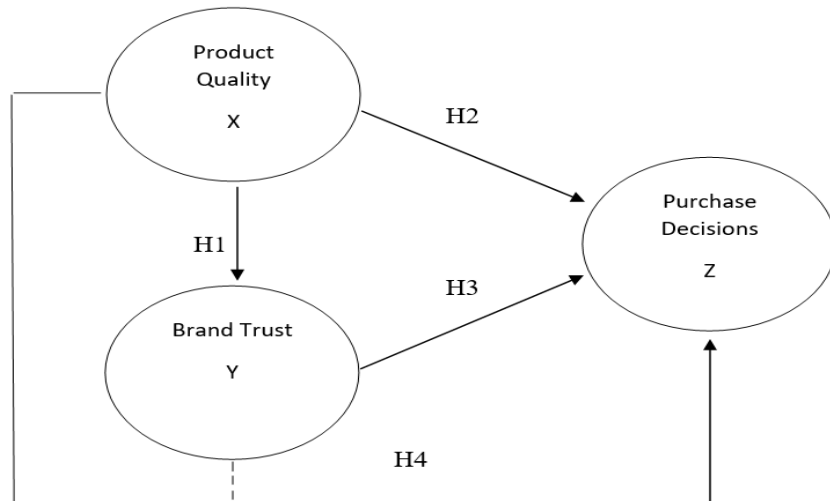 Product
Quality
X
H2
Purchase
Decisions
Z
H1
H3
Brand Trust
Y
H4